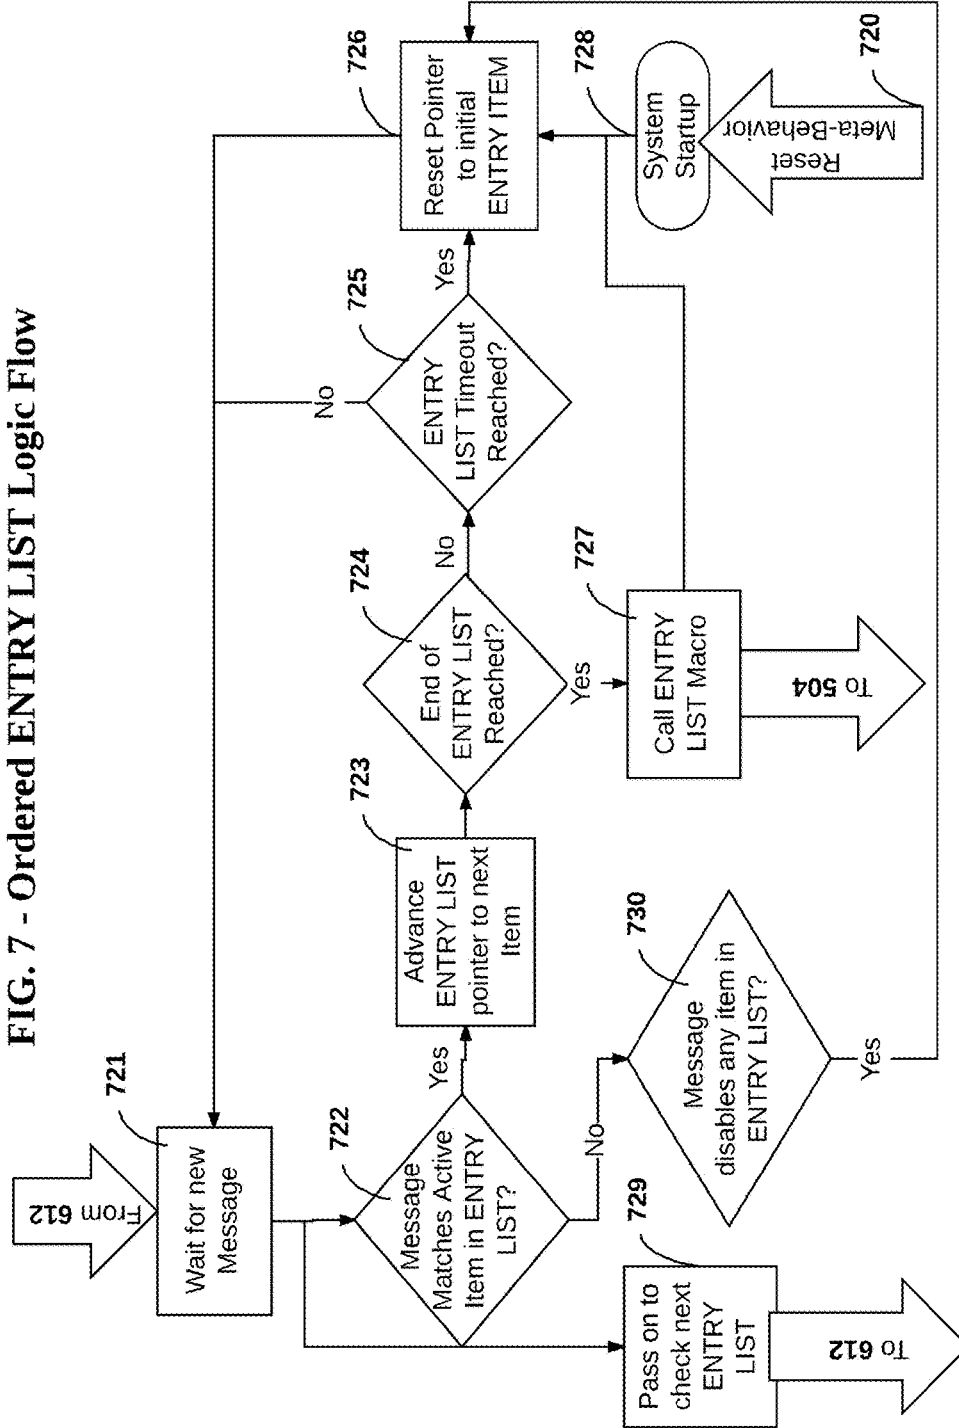 FIG. 7 - Ordered ENTRY LIST Logic Flow
From 612
721
Wait for new
Message
722
Message
Matches Active
Item in ENTRY
LIST?
Yes
No
723
Advance
ENTRY LIST
pointer to next
Item
724
End of
ENTRY LIST
Reached?
No
Yes
725
ENTRY
LIST Timeout
Reached?
No
Yes
726
Reset Pointer
to initial
ENTRY ITEM
727
Call ENTRY
LIST Macro
To 504
728
System
Startup
720
Reset
Meta-Behavior
729
Pass on to
check next
ENTRY
LIST
To 612
730
Message
disables any item in
ENTRY LIST?
Yes